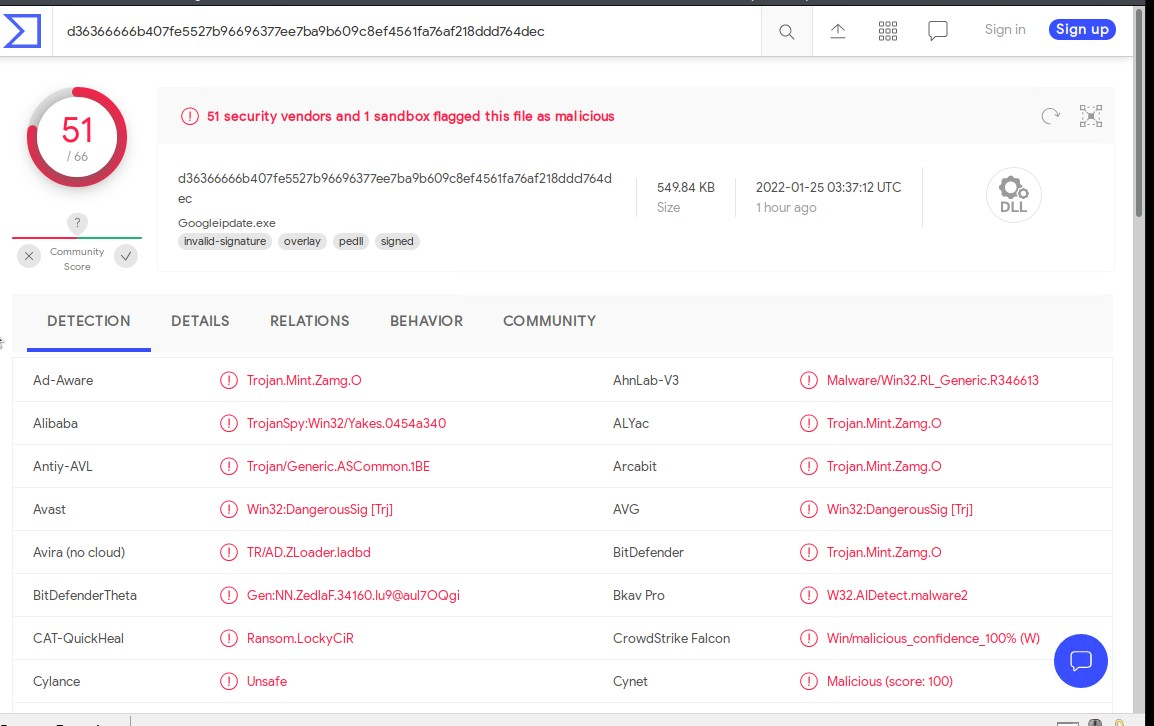 d36366666b407fe5527b96696377ee7ba9b609c8ef4561fa76af218ddd764dec
Sign in
Sign up
51
/ 66
?
Community
Score
51 security vendors and 1 sandbox flagged this file as malicious
d36366666b407fe5527b96696377ee7ba9b609c8ef4561fa76af218ddd764d
ec
Googleipdate.exe
invalid-signature overlay pedll signed
549.84 KB
Size
2022-01-25 03:37:12 UTC
1 hour ago
DLL
DETECTION DETAILS RELATIONS BEHAVIOR COMMUNITY
Ad-Aware Trojan.Mint.Zamg.O AhnLab-V3 Malware/Win32.RL_Generic.R346613
Alibaba TrojanSpy:Win32/Yakes.0454a340 ALYac Trojan.Mint.Zamg.O
Antiy-AVL Trojan/Generic.ASCommon.1BE Arcabit Trojan.Mint.Zamg.O
Avast Win32:DangerousSig [Trj] AVG Win32:DangerousSig [Trj]
Avira (no cloud) TR/AD.ZLoader.ladbd BitDefender Trojan.Mint.Zamg.O
BitDefenderTheta Gen:NN.ZedlaF.34160.Iu9@aul7OQgi Bkav Pro W32.AIDetect.malware2
CAT-QuickHeal Ransom.LockyCiR CrowdStrike Falcon Win/malicious_confidence_100% (W)
Cylance Unsafe Cynet Malicious (score: 100)